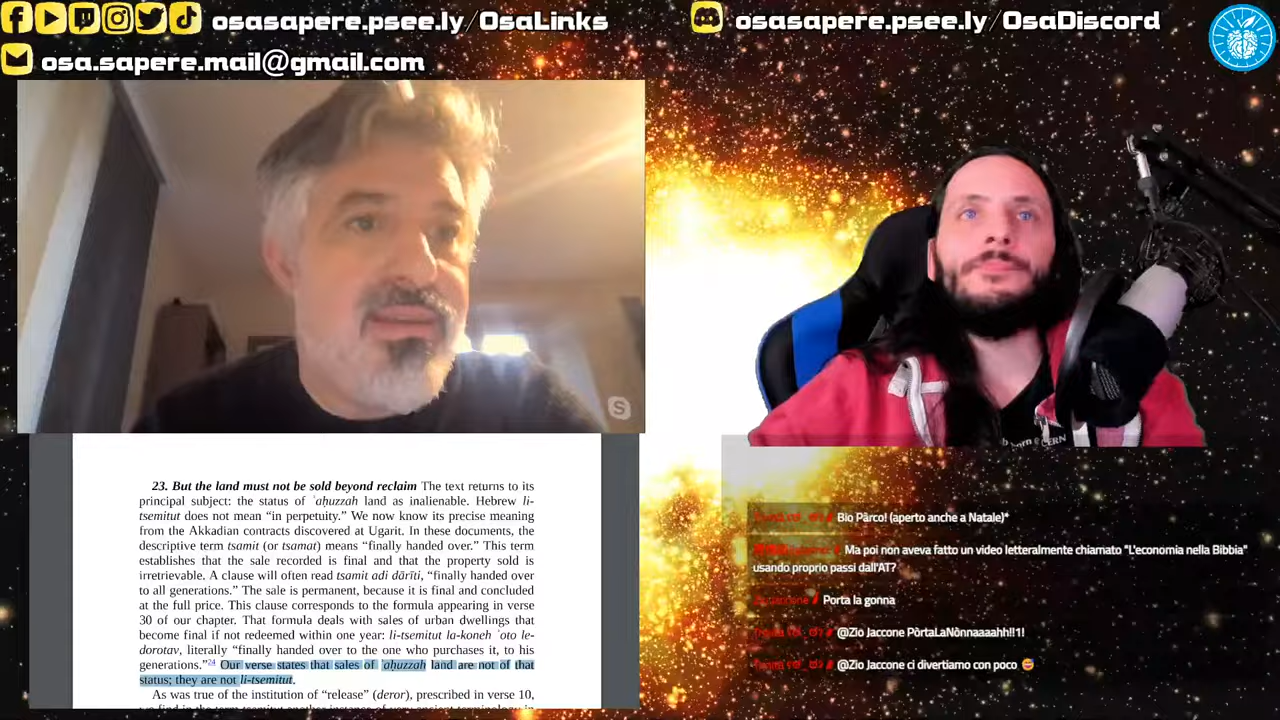 osasapere.psee.ly/OsaLinks
osasapere.psee.ly/OsaDiscord
osa.sapere.mail@gmail.com
23. But the land must not be sold beyond reclaim The text returns to its
principal subject: the status of ʾaḥuzzah land as inalienable. Hebrew li-
tsemitut does not mean “in perpetuity.” We now know its precise meaning
from the Akkadian contracts discovered at Ugarit. In these documents, the
descriptive term tsamit (or tsamat) means “finally handed over.” This term
establishes that the sale recorded is final and that the property sold is
irretrievable. A clause will often read tsamit adi dārīti, “finally handed over
to all generations.” The sale is permanent, because it is final and concluded
at the full price. This clause corresponds to the formula appearing in verse
30 of our chapter. That formula deals with sales of urban dwellings that
become final if not redeemed within one year: li-tsemitut la-koneh ʾoto le-
dorotav, literally “finally handed over to the one who purchases it, to his
generations.”24 Our verse states that sales of ʾaḥuzzah land are not of that
status; they are not li-tsemitut.
As was true of the institution of “release” (deror), prescribed in verse 10,
Bio Pârco! (aperto anche a Natale)*
Ma poi non aveva fatto un video letteralmente chiamato "L'economia nella Bibbia"
usando proprio passi dall'AT?
Porta la gonna
@Zio Jaccone PòrtaLaNònnaaaahh!!1!
@Zio Jaccone ci divertiamo con poco 😅